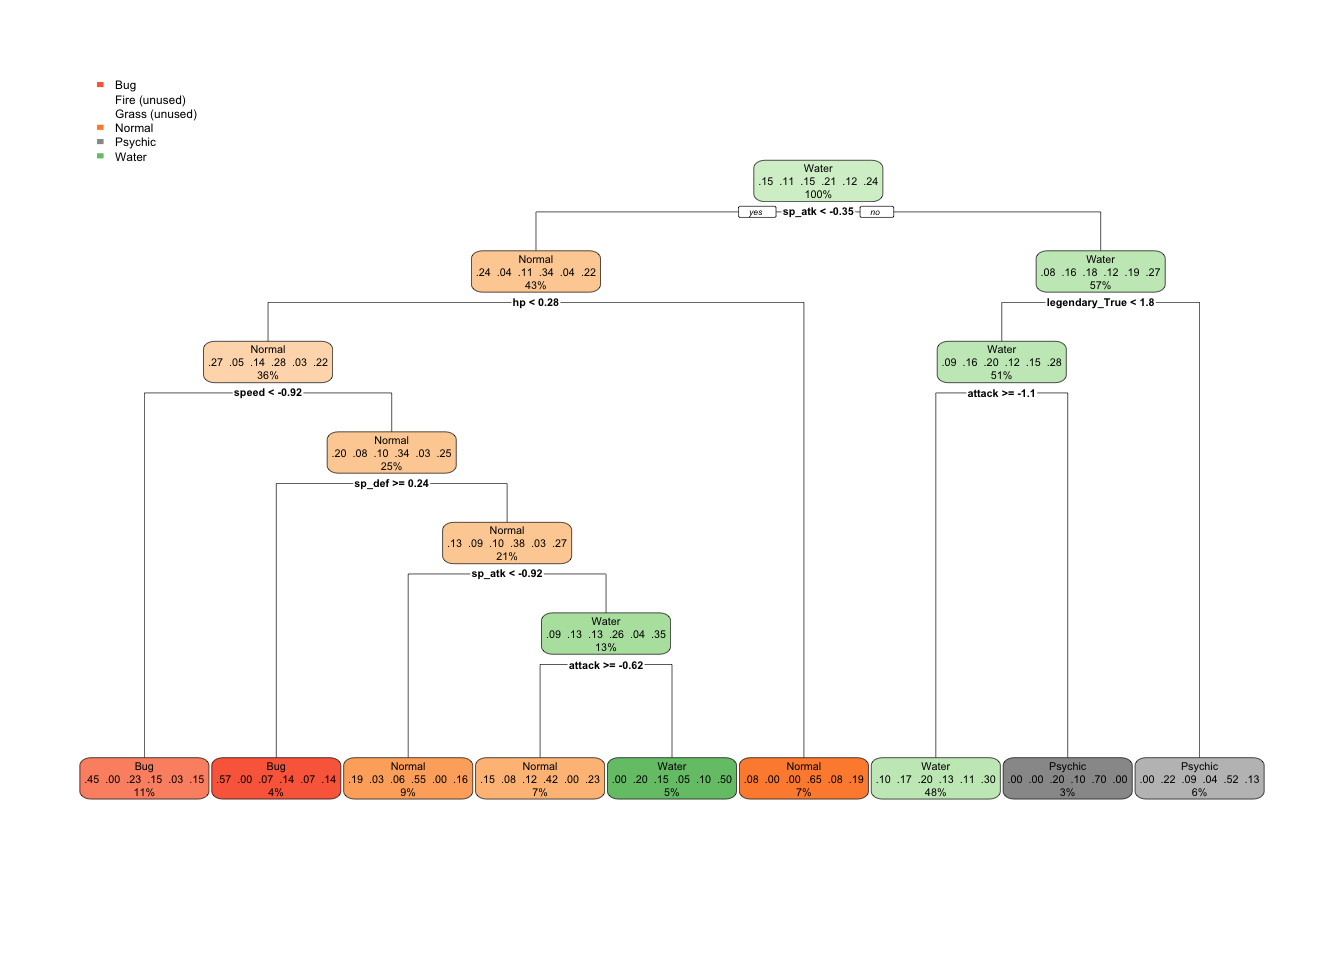 Bug
Fire (unused)
Grass (unused)
Normal
Psychic
Water
Water
.15 .11 .15 .21 .12 .24
100%
yes sp_atk < -0.35 no
Normal
.24 .04 .11 .34 .04 .22
43%
Water
.08 .16 .18 .12 .19 .27
57%
hp < 0.28
legendary_True < 1.8
Normal
.27 .05 .14 .28 .03 .22
36%
Water
.09 .16 .20 .12 .15 .28
51%
speed < -0.92
attack >= -1.1
Normal
.20 .08 .10 .34 .03 .25
25%
sp_def >= 0.24
Normal
.13 .09 .10 .38 .03 .27
21%
sp_atk < -0.92
Water
.09 .13 .13 .26 .04 .35
13%
attack >= -0.62
Bug
.45 .00 .23 .15 .03 .15
11%
Bug
.57 .00 .07 .14 .07 .14
4%
Normal
.19 .03 .06 .55 .00 .16
9%
Normal
.15 .08 .12 .42 .00 .23
7%
Water
.00 .20 .15 .05 .10 .50
5%
Normal
.08 .00 .00 .65 .08 .19
7%
Water
.10 .17 .20 .13 .11 .30
48%
Psychic
.00 .00 .20 .10 .70 .00
3%
Psychic
.00 .22 .09 .04 .52 .13
6%